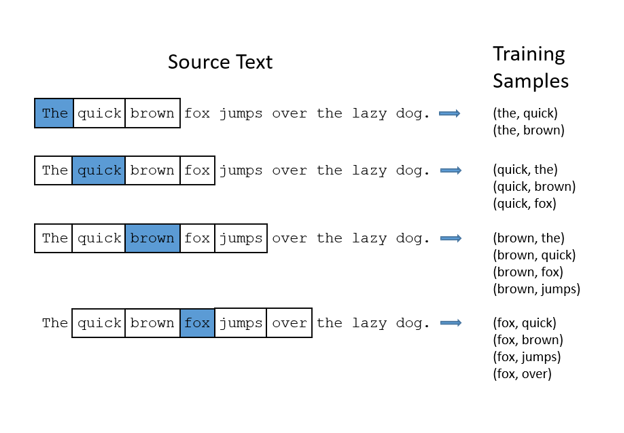 Source Text
Training
Samples
The quick brown fox jumps over the lazy dog.
(the, quick)
(the, brown)
The quick brown fox jumps over the lazy dog.
(quick, the)
(quick, brown)
(quick, fox)
The quick brown fox jumps over the lazy dog.
(brown, the)
(brown, quick)
(brown, fox)
(brown, jumps)
The quick brown fox jumps over the lazy dog.
(fox, quick)
(fox, brown)
(fox, jumps)
(fox, over)